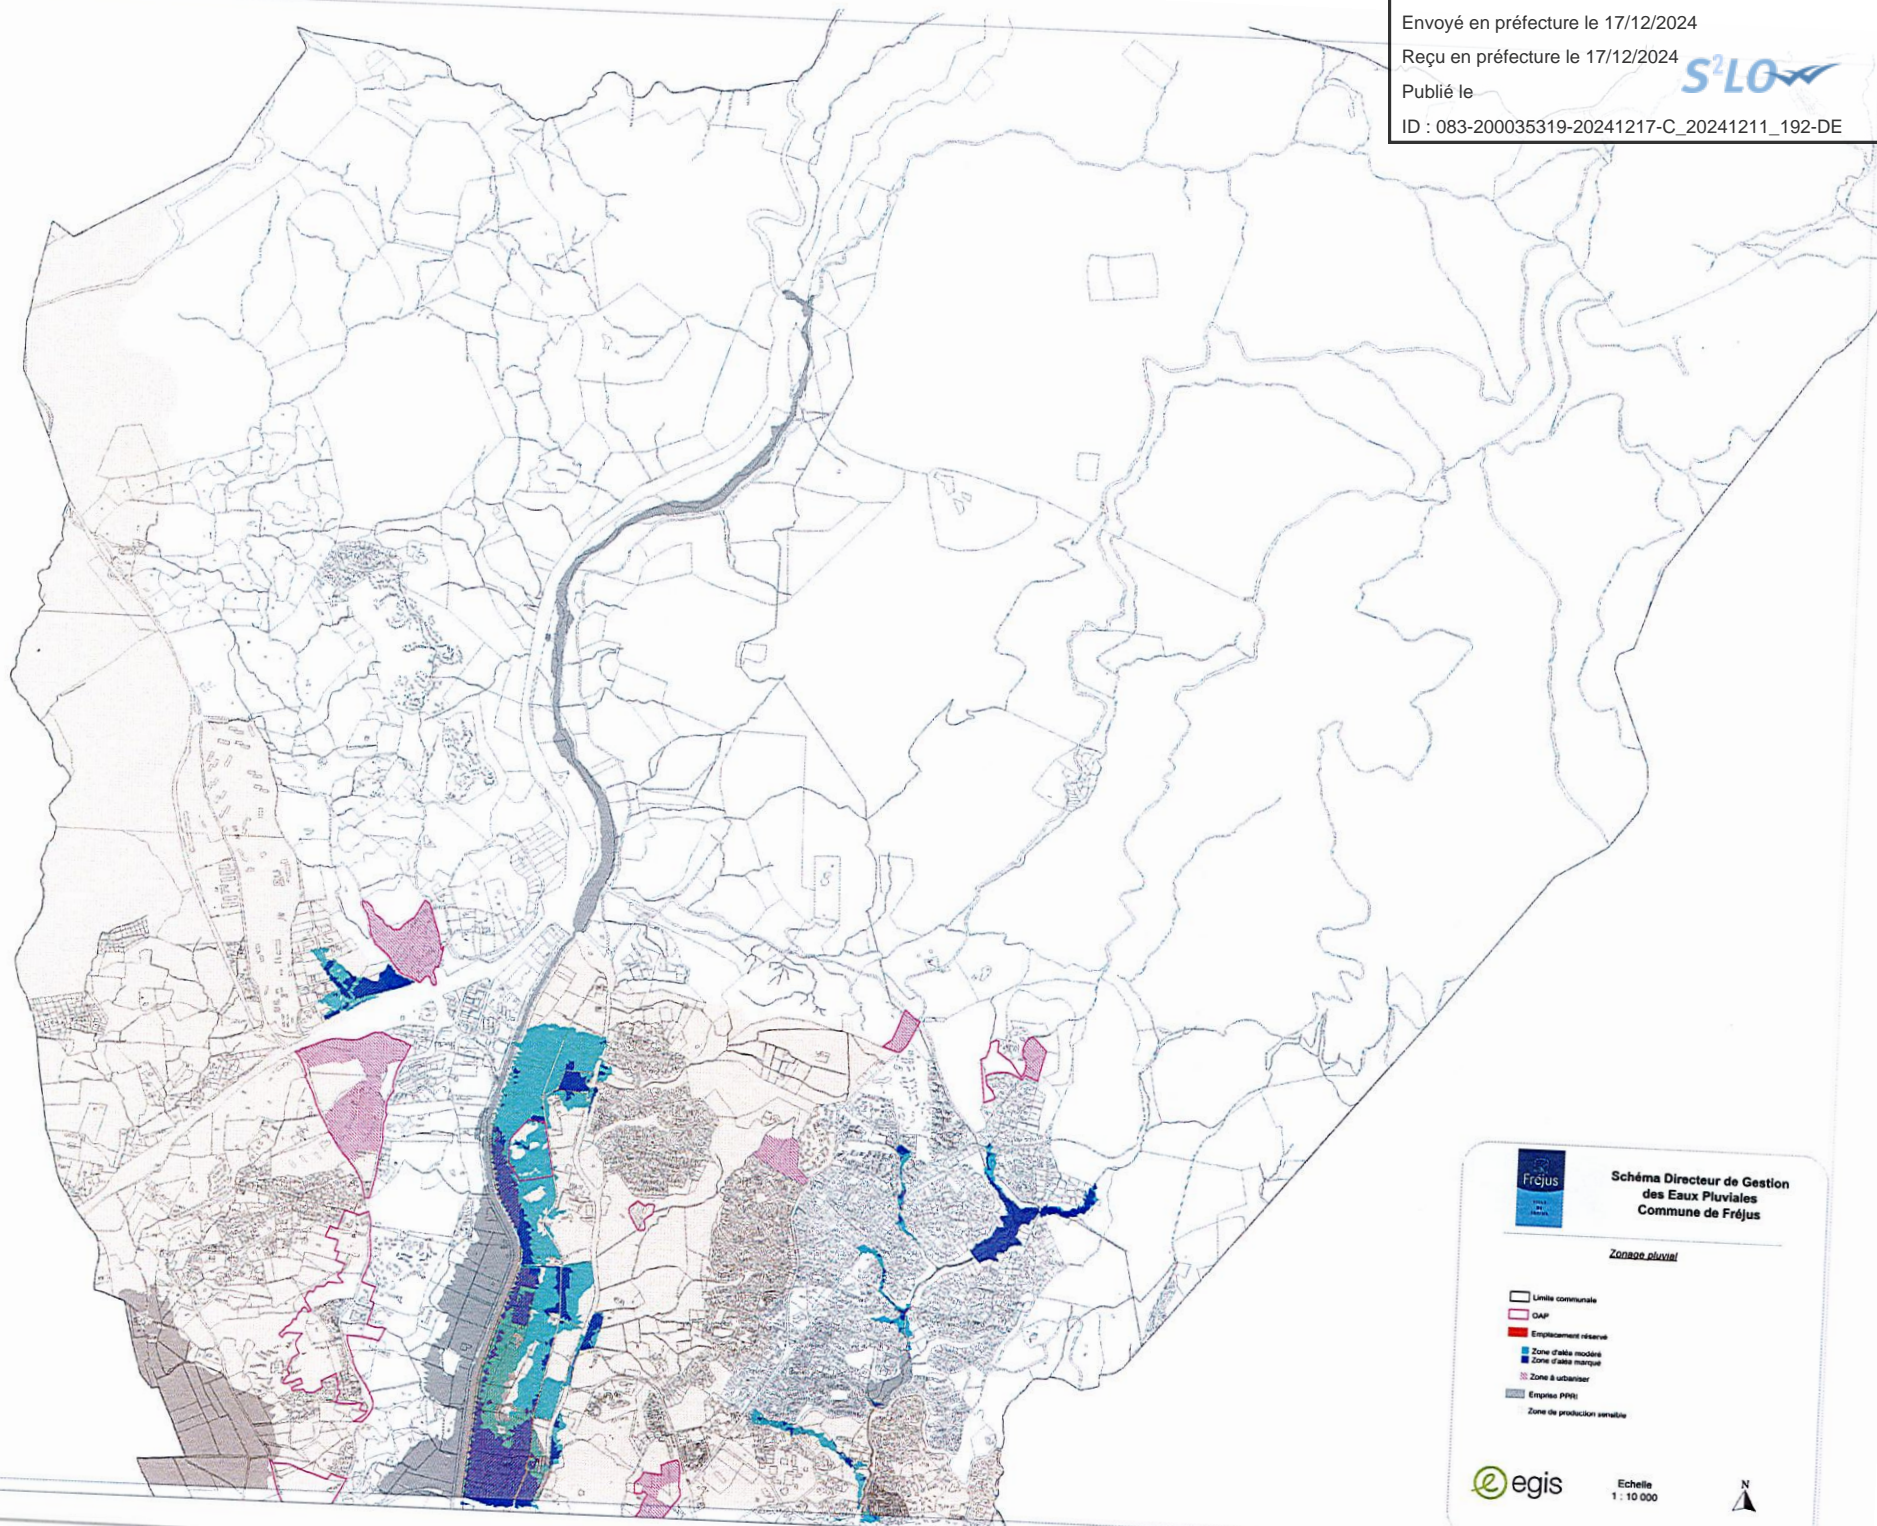 Envoyé en préfecture le 17/12/2024
Reçu en préfecture le 17/12/2024
S²LO
Publié le
ID : 083-200035319-20241217-C_20241211_192-DE
Fréjus
Schéma Directeur de Gestion
des Eaux Pluviales
Commune de Fréjus
Zonage pluvial
Limite communale
OAP
Emplacement réservé
Zone d'aléa modéré
Zone d'aléa marqué
Zone à urbaniser
Emprise PPRI
Zone de production sensible
egis
Echelle
1 : 10 000
N